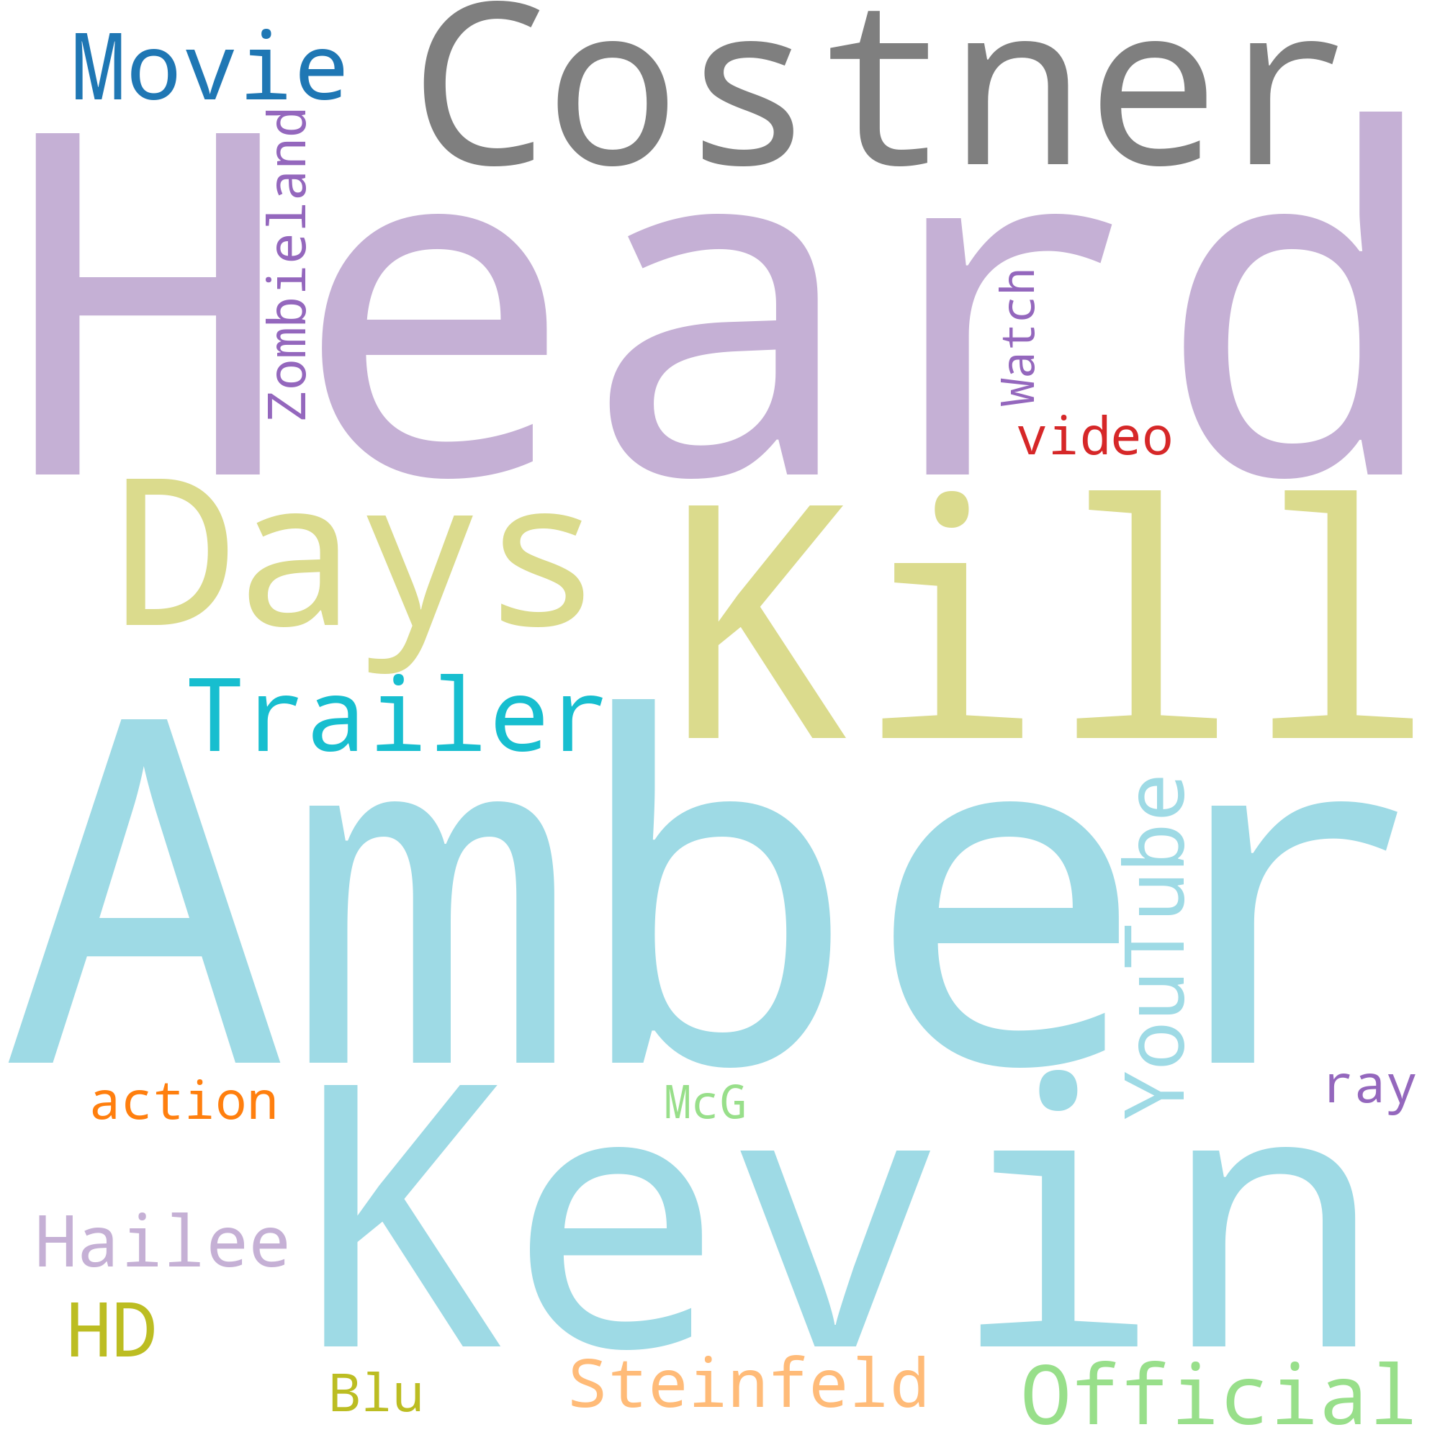 Movie
Costner
Zombieland
Heard
Watch
video
Days
Kill
Trailer
Amber
YouTube
action
McG
ray
Kevin
Hailee
HD
Blu
Steinfeld
Official